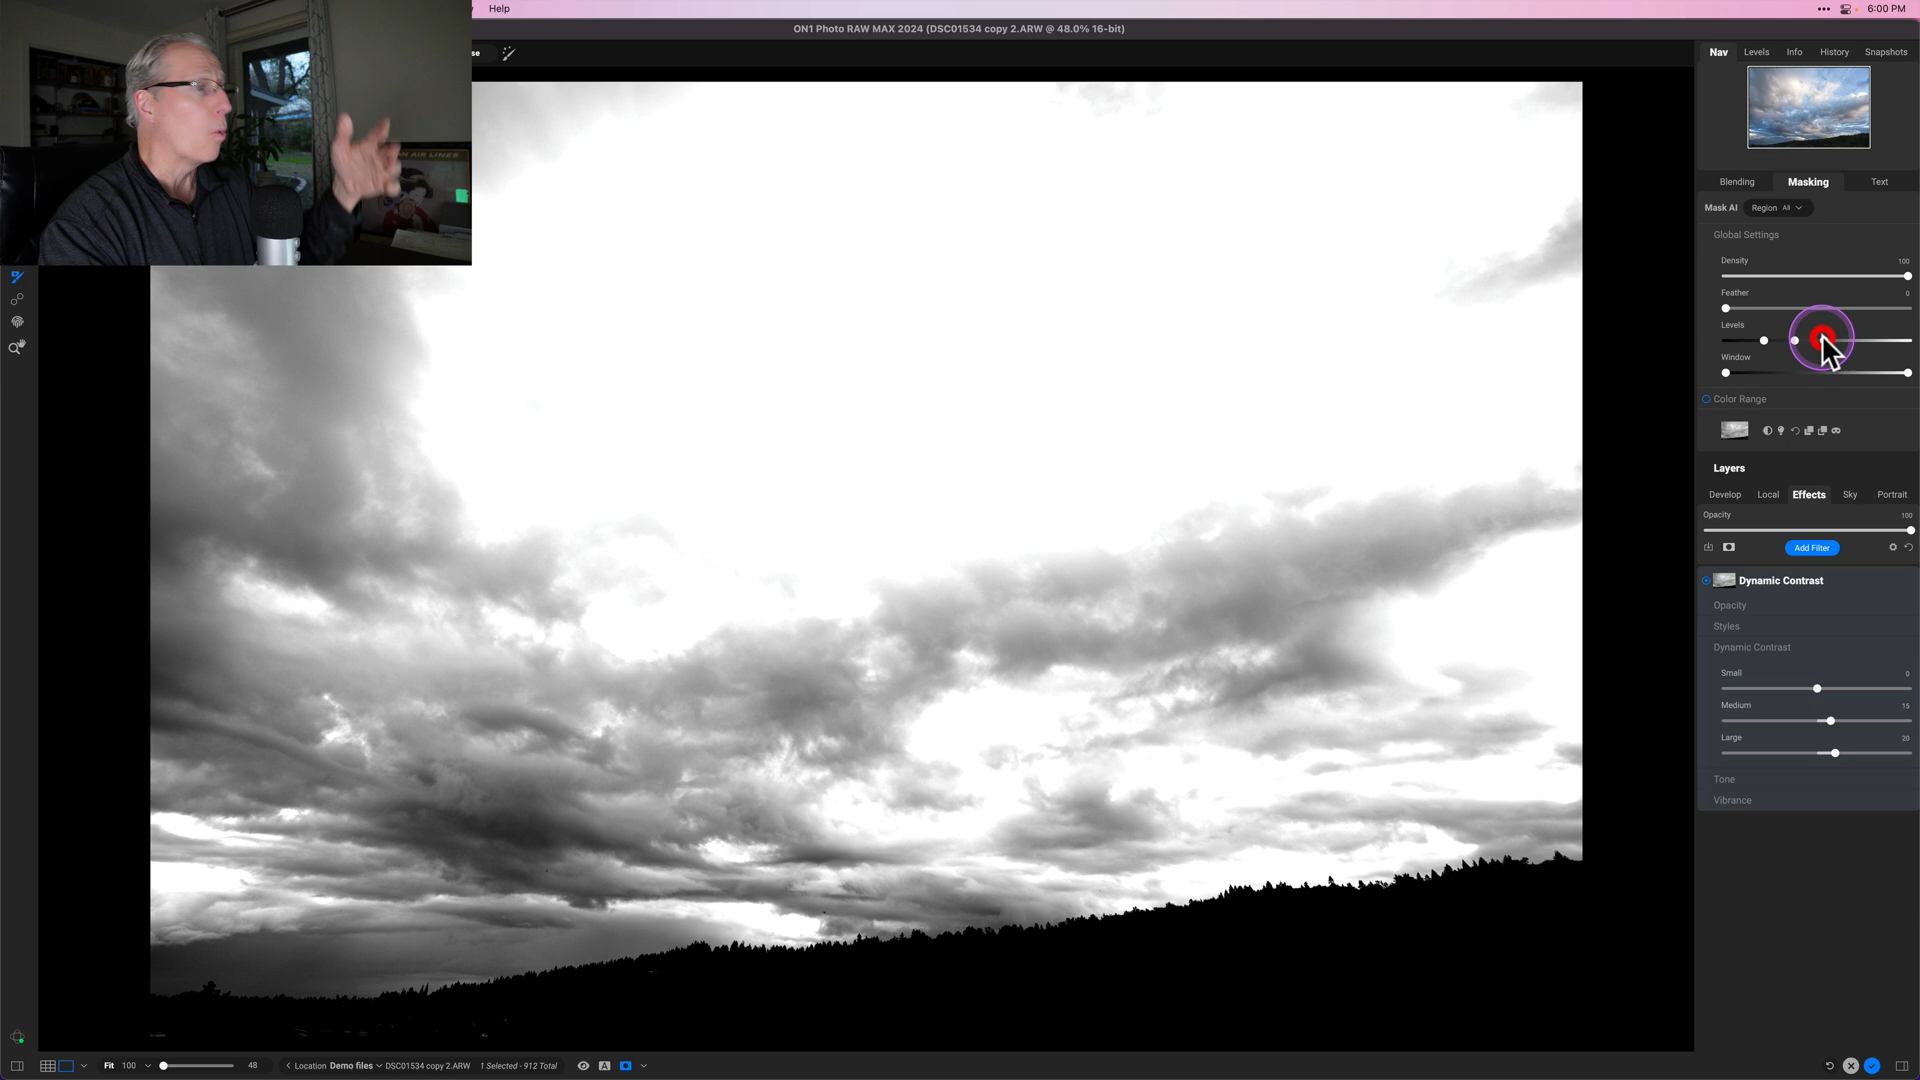 Help
6:00 PM
ON1 Photo RAW MAX 2024 (DSC01534 copy 2.ARW @ 48.0% 16-bit)
se
Nav Levels Info History Snapshots
AN AIR LINES
Blending Masking Text
Mask AI Region All
Global Settings
Density 100
Feather 0
Levels
Window
Color Range
Layers
Develop Local Effects Sky Portrait
Opacity 100
Add Filter
Dynamic Contrast
Opacity
Styles
Dynamic Contrast
Small 0
Medium 15
Large 20
Tone
Vibrance
Fit 100 48 Location Demo files DSC01534 copy 2.ARW 1 Selected - 912 Total A